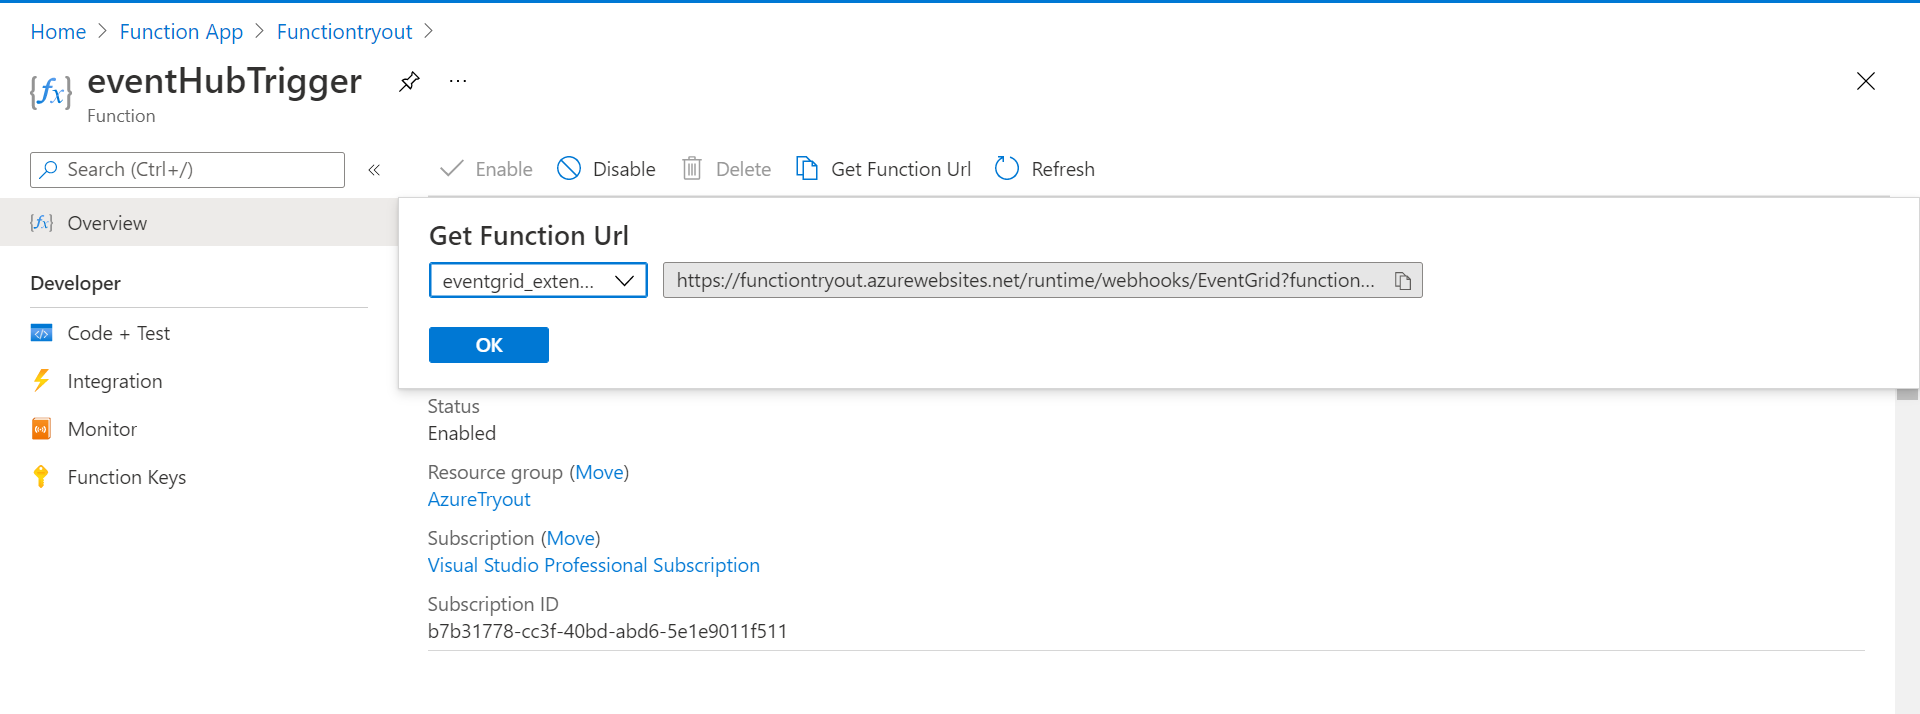 Home > Function App > Functiontryout >
eventHubTrigger
Function
Search (Ctrl+/)
Enable Disable Delete Get Function Url Refresh
Overview
Developer
Code + Test
Integration
Monitor
Function Keys
Get Function Url
eventgrid_exten... https://functiontryout.azurewebsites.net/runtime/webhooks/EventGrid?function...
OK
Status
Enabled
Resource group (Move)
AzureTryout
Subscription (Move)
Visual Studio Professional Subscription
Subscription ID
b7b31778-cc3f-40bd-abd6-5e1e9011f511